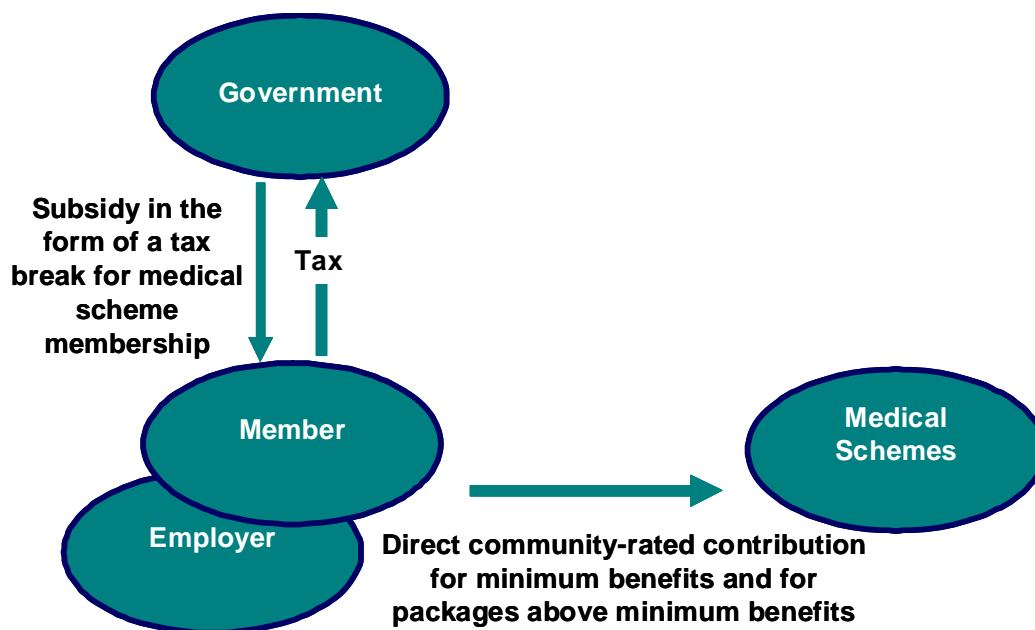 Government
Subsidy in the
form of a tax
break for medical
scheme
membership
Tax
Member
Employer
Medical
Schemes
Direct community-rated contribution
for minimum benefits and for
packages above minimum benefits